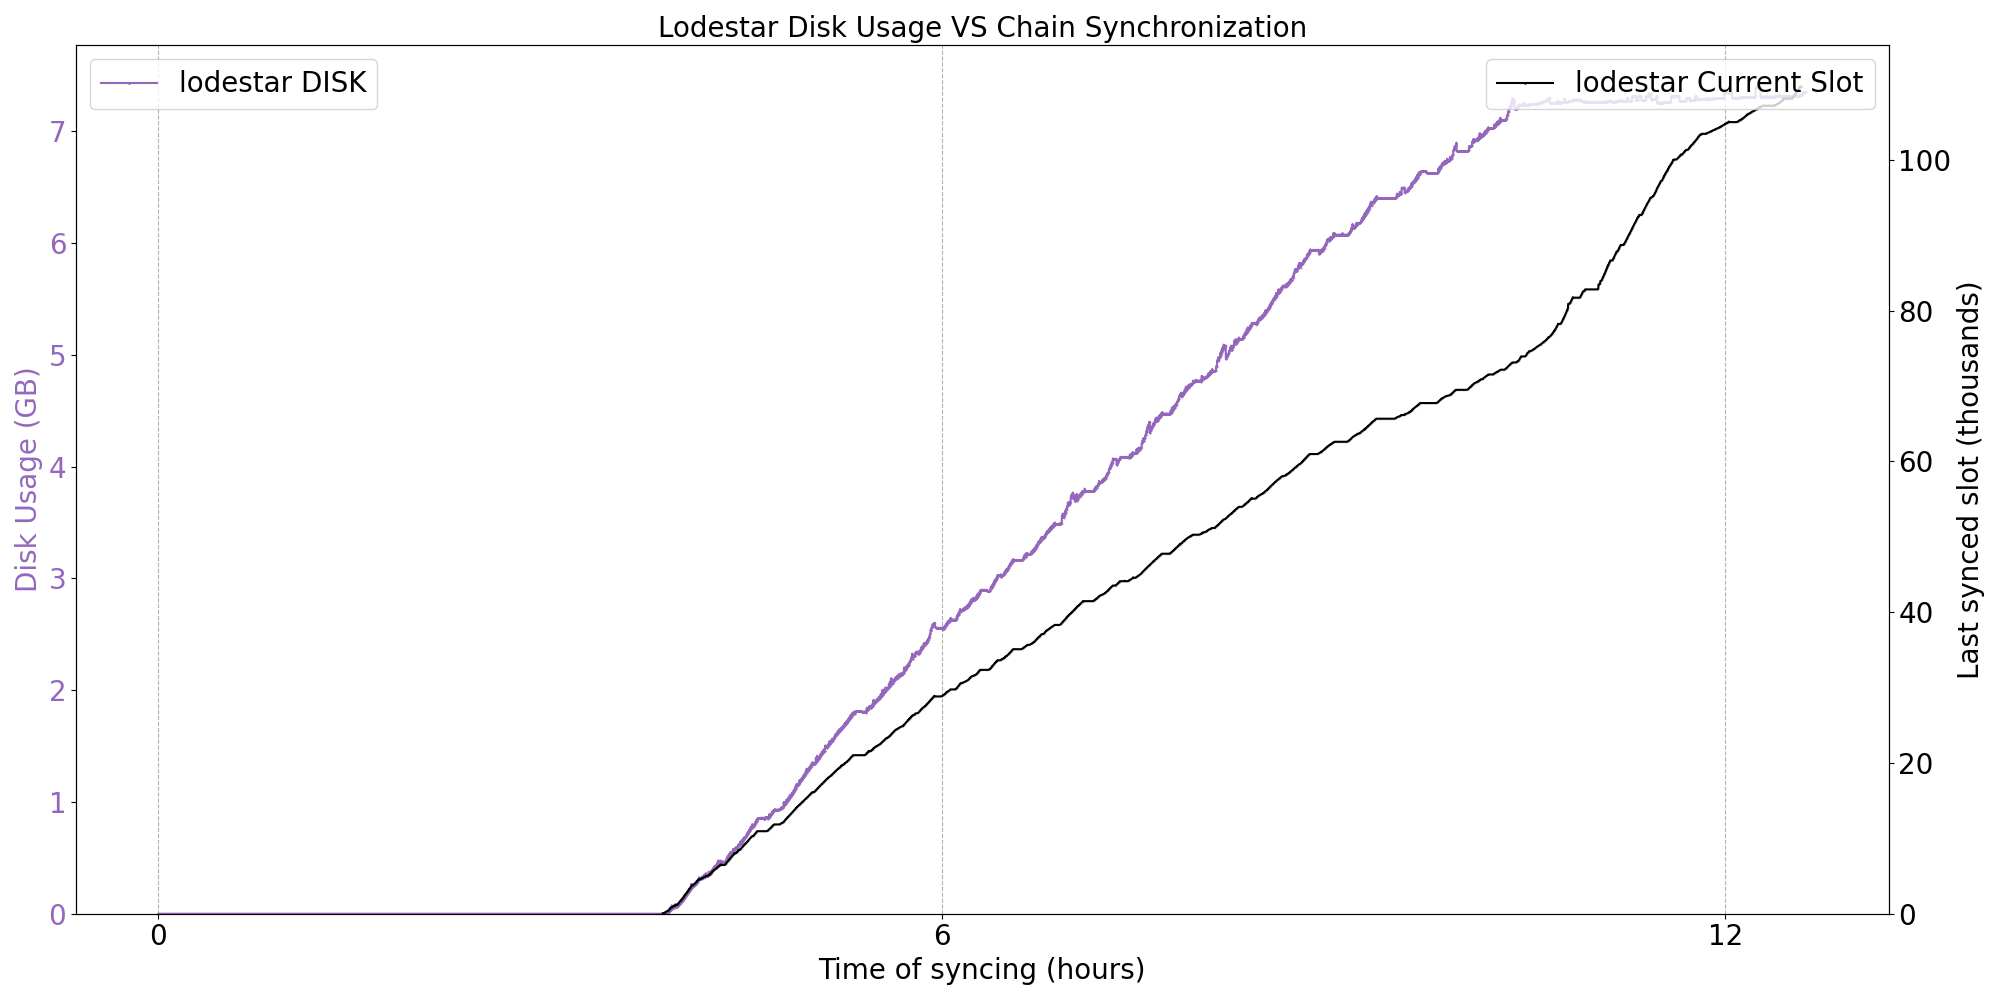 Lodestar Disk Usage VS Chain Synchronization
lodestar DISK
lodestar Current Slot
7
6
5
4
3
2
1
0
Disk Usage (GB)
100
80
60
40
20
0
Last synced slot (thousands)
0
6
12
Time of syncing (hours)